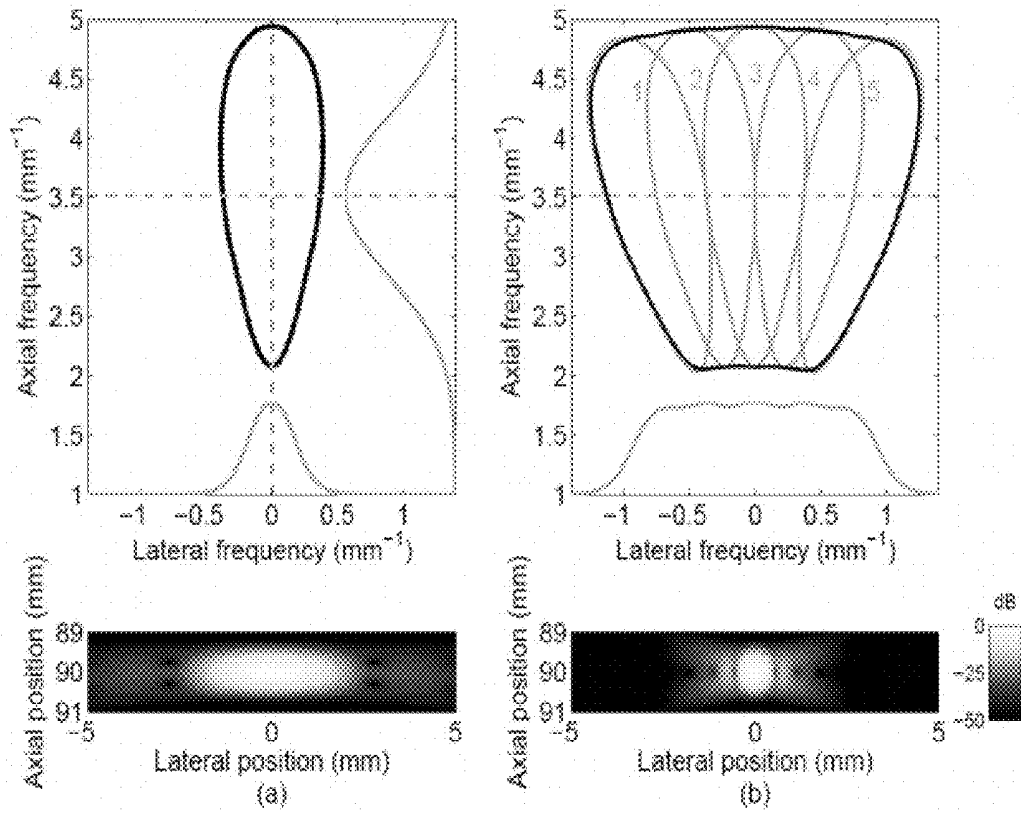 5
4.5
4
3.5
3
2.5
2
1.5
1
Axial frequency (mm⁻¹)
−1 −0.5 0 0.5 1
Lateral frequency (mm⁻¹)
5
4.5
4
3.5
3
2.5
2
1.5
1
Axial frequency (mm⁻¹)
1 2 3 4 5
−1 −0.5 0 0.5 1
Lateral frequency (mm⁻¹)
Axial position (mm)
89
90
91
−5 0 5
Lateral position (mm)
(a)
Axial position (mm)
89
90
91
−5 0 5
Lateral position (mm)
(b)
dB
0
−25
−50